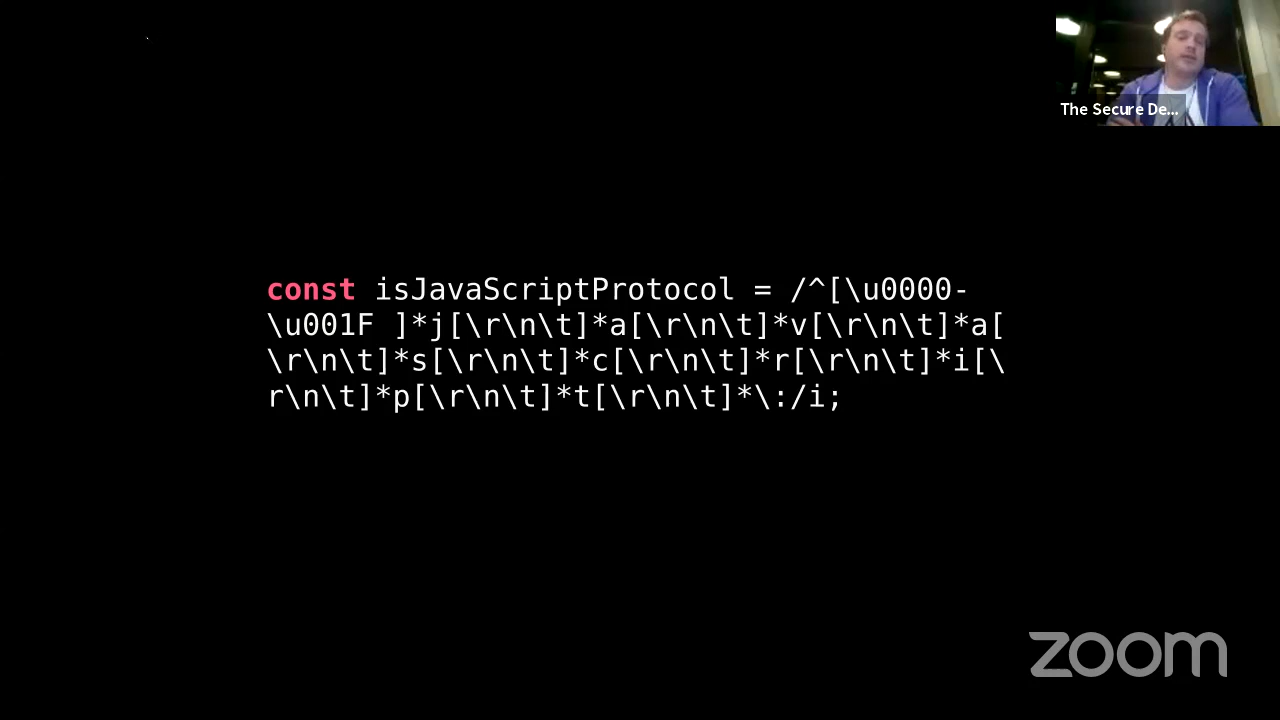 The Secure De...
const isJavaScriptProtocol = /^[\u0000-
\u001F ]*j[\r\n\t]*a[\r\n\t]*v[\r\n\t]*a[
\r\n\t]*s[\r\n\t]*c[\r\n\t]*r[\r\n\t]*i[\
r\n\t]*p[\r\n\t]*t[\r\n\t]*\:/i;
zoom